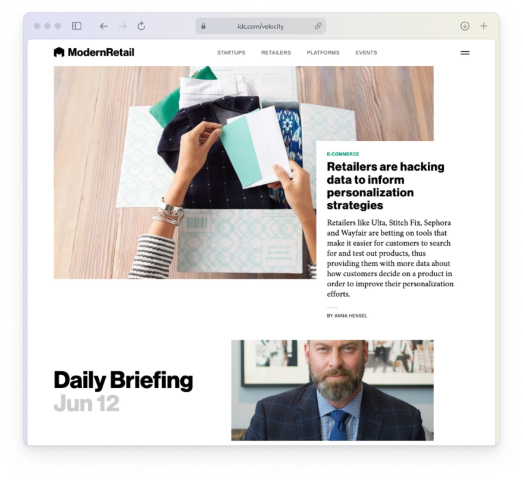 ldc.com/velocity
ModernRetail
STARTUPS RETAILERS PLATFORMS EVENTS
E-COMMERCE
Retailers are hacking
data to inform
personalization
strategies
Retailers like Ulta, Stitch Fix, Sephora
and Wayfair are betting on tools that
make it easier for customers to search
for and test out products, thus
providing them with more data about
how customers decide on a product in
order to improve their personalization
efforts.
BY ANNA HENSEL
Daily Briefing
Jun 12